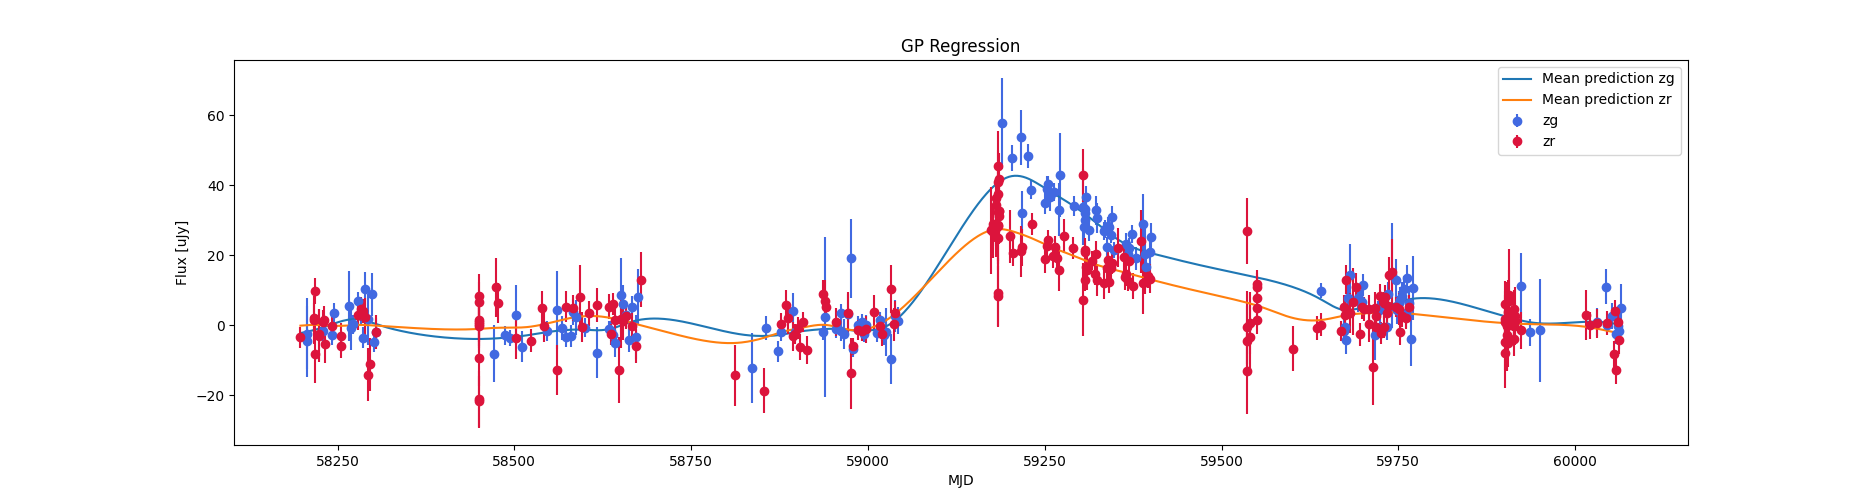 GP Regression
Mean prediction zg
Mean prediction zr
zg
zr
Flux [uJy]
60
40
20
0
−20
58250 58500 58750 59000 59250 59500 59750 60000
MJD